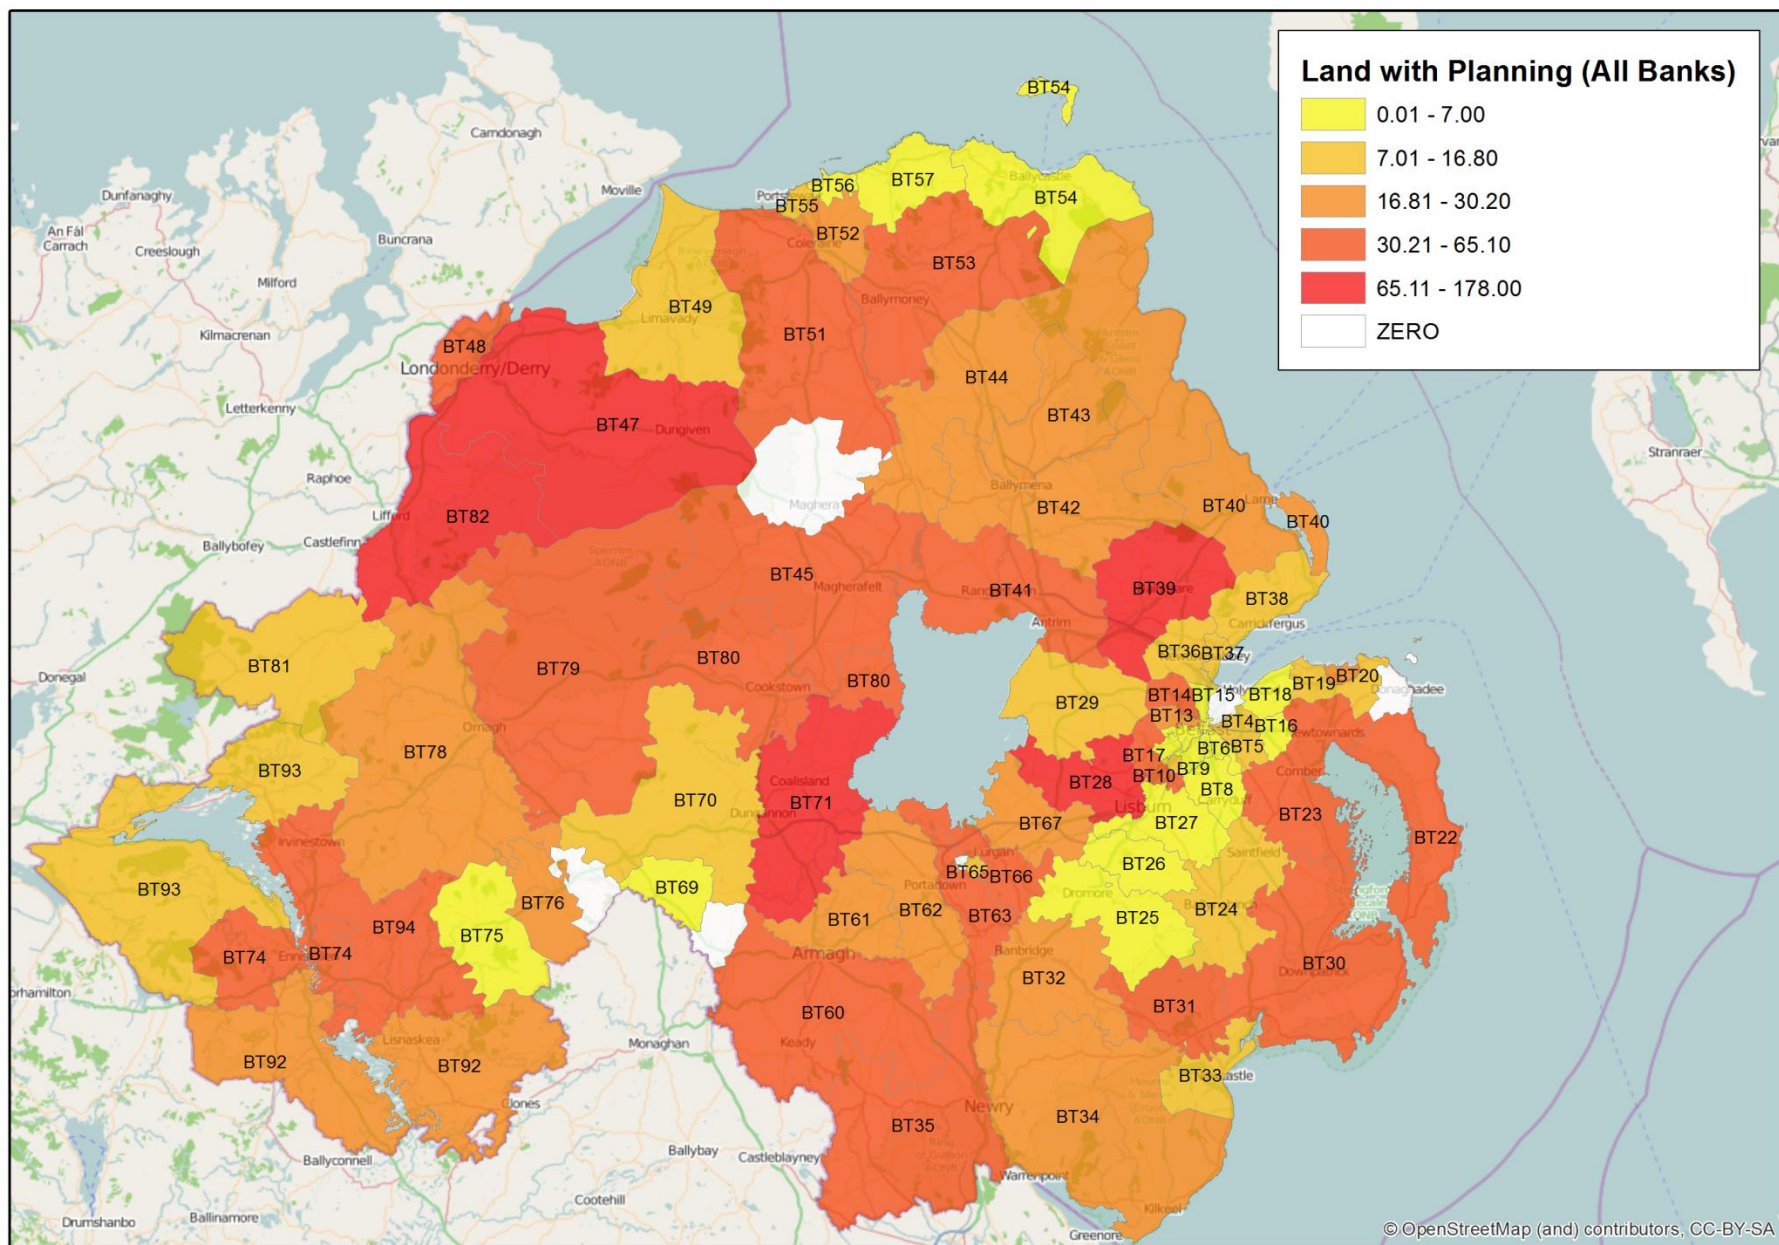 Land with Planning (All Banks)
0.01 - 7.00
7.01 - 16.80
16.81 - 30.20
30.21 - 65.10
65.11 - 178.00
ZERO
BT54
Carndonagh
Moville
Dunfanaghy
An Fál
Carrach
Creeslough
Buncrana
Milford
Kilmacrenan
Letterkenny
Raphoe
Lifford
Castlefinn
Ballybofey
Donegal
Stranraer
BT56
BT57
Ballycastle
BT54
BT55
BT52
Coleraine
BT53
Ballymoney
BT49
Limavady
BT51
BT48
Londonderry/Derry
BT44
BT43
BT47
Dungiven
Maghera
Ballymena
BT42
BT40
BT40
BT82
BT45
Magherafelt
BT41
Antrim
BT39
BT38
Carrickfergus
BT36
BT37
BT81
BT79
BT80
Cookstown
BT80
BT29
BT14
BT15
BT18
BT19
BT20
Donaghadee
BT13
BT4
BT16
Newtownards
Omagh
BT78
BT93
BT17
BT6
BT5
BT10
BT9
BT8
Carryduff
Comber
BT28
Lisburn
BT70
Coalisland
BT71
Dungannon
BT67
BT27
BT23
BT22
Irvinestown
BT26
Saintfield
Lurgan
BT65
BT66
BT69
Portadown
Dromore
BT93
BT76
BT94
BT75
BT61
BT62
BT63
BT25
BT24
BT74
BT74
Armagh
Banbridge
BT32
BT30
Downpatrick
BT31
BT60
Keady
Lisnaskea
BT92
BT92
Monaghan
BT33
Clones
Newry
BT35
BT34
Ballyconnell
Ballybay
Castleblayney
Warrenpoint
Cootehill
Kilkeel
Drumshanbo
Ballinamore
Greenore
© OpenStreetMap (and) contributors, CC-BY-SA